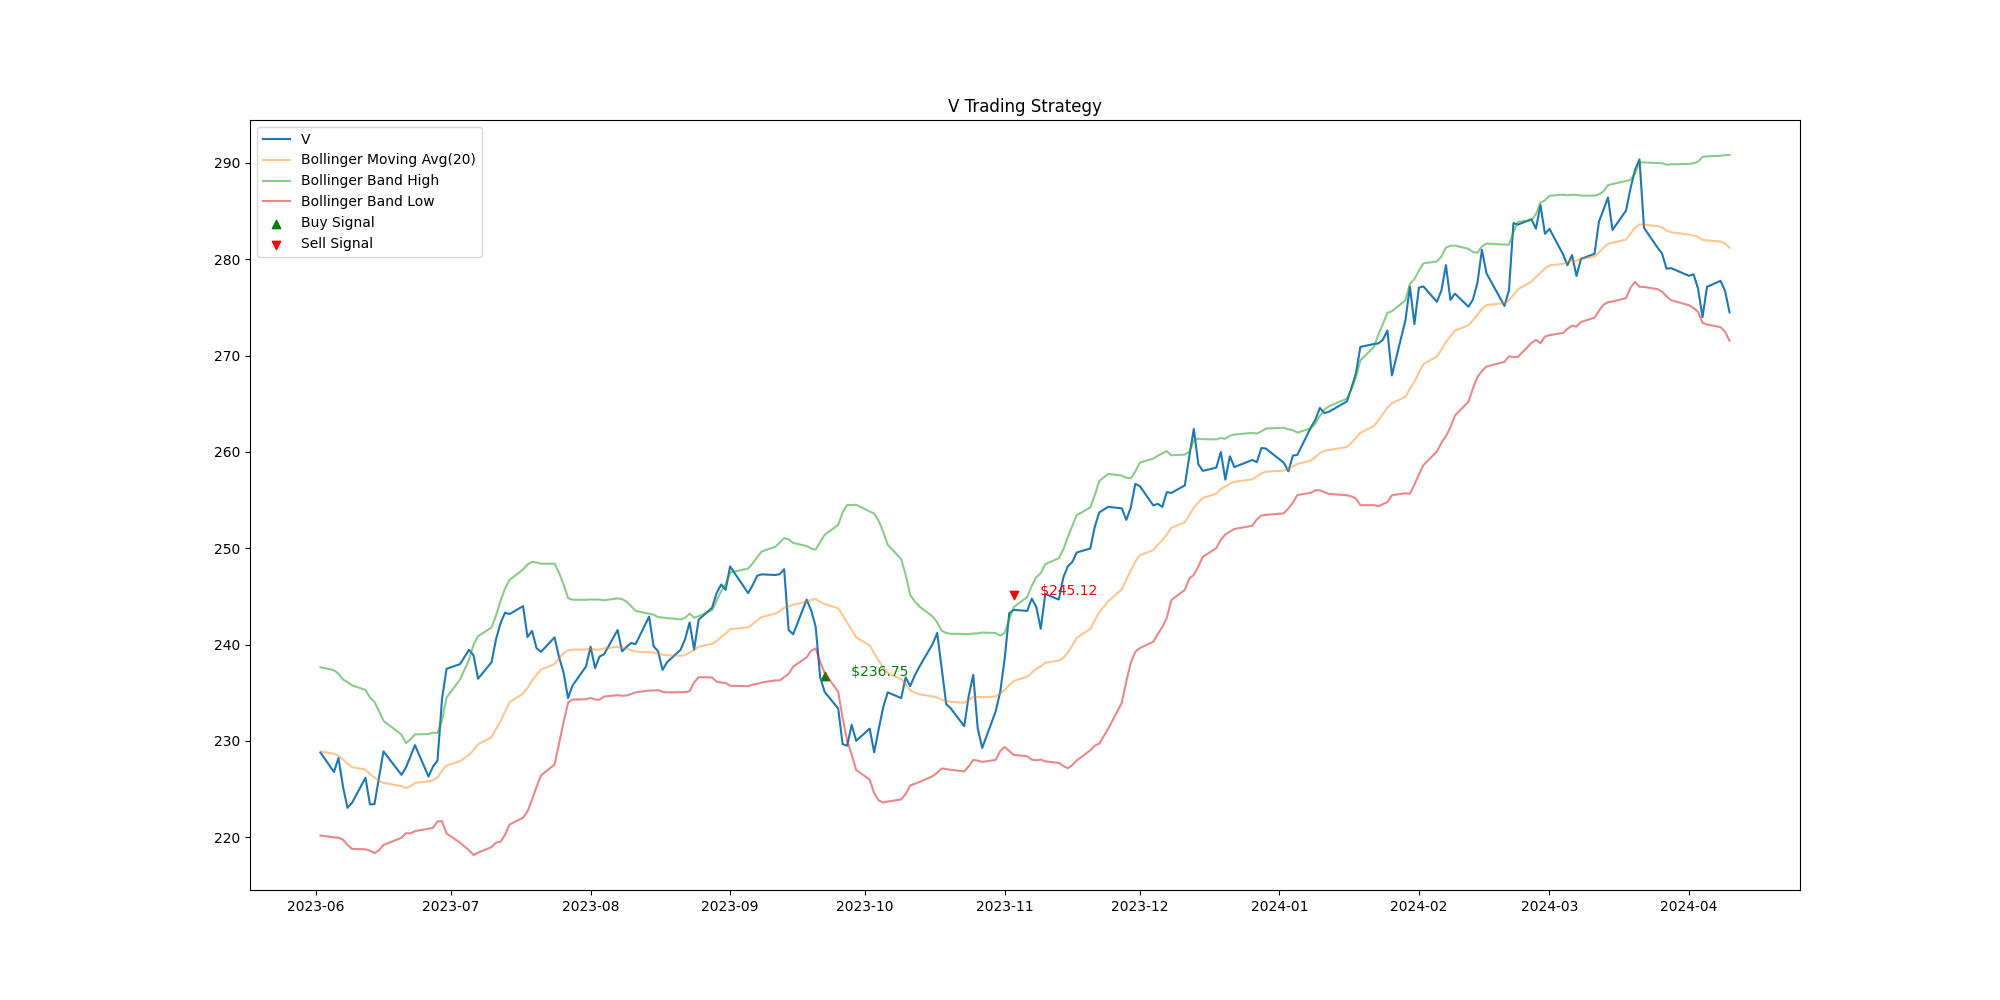 V Trading Strategy
V
Bollinger Moving Avg(20)
Bollinger Band High
Bollinger Band Low
Buy Signal
Sell Signal
290
280
270
260
250
240
230
220
$245.12
$236.75
2023-06 2023-07 2023-08 2023-09 2023-10 2023-11 2023-12 2024-01 2024-02 2024-03 2024-04